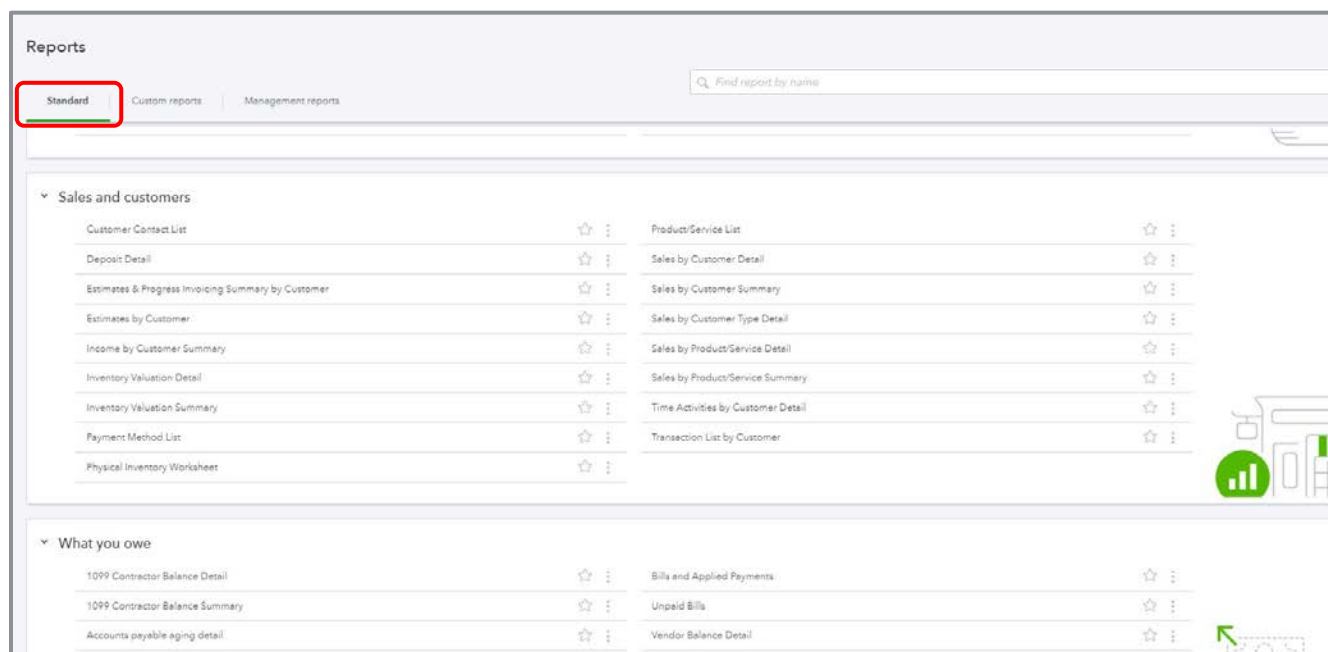 Reports
Find report by name
Standard
Custom reports
Management reports
Sales and customers
Customer Contact List
Product/Service List
Deposit Detail
Sales by Customer Detail
Estimates & Progress Invoicing Summary by Customer
Sales by Customer Summary
Estimates by Customer
Sales by Customer Type Detail
Income by Customer Summary
Sales by Product/Service Detail
Inventory Valuation Detail
Sales by Product/Service Summary
Inventory Valuation Summary
Time Activities by Customer Detail
Payment Method List
Transaction List by Customer
Physical Inventory Worksheet
What you owe
1099 Contractor Balance Detail
Bills and Applied Payments
1099 Contractor Balance Summary
Unpaid Bills
Accounts payable aging detail
Vendor Balance Detail